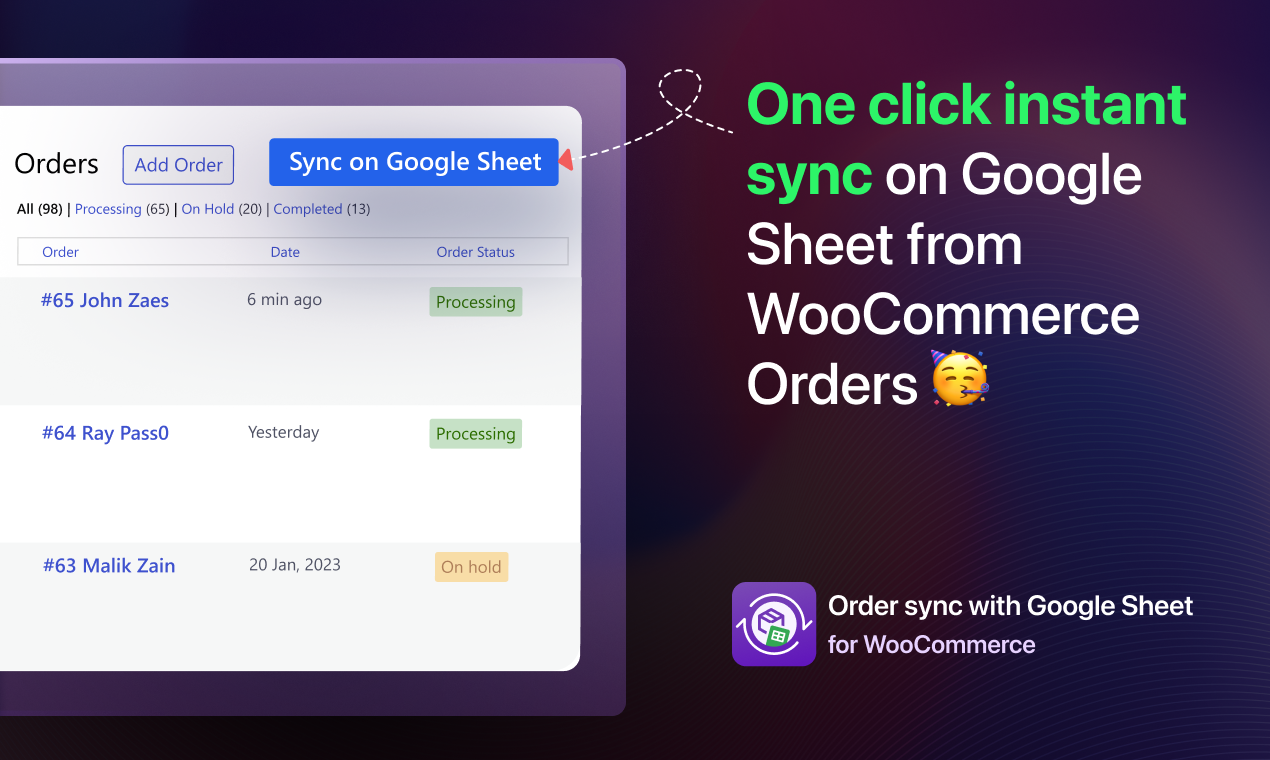 Orders
Add Order
Sync on Google Sheet
All (98) | Processing (65) | On Hold (20) | Completed (13)
Order Date Order Status
#65 John Zaes 6 min ago Processing
#64 Ray Pass0 Yesterday Processing
#63 Malik Zain 20 Jan, 2023 On hold
One click instant
sync on Google
Sheet from
WooCommerce
Orders 🥳
Order sync with Google Sheet
for WooCommerce